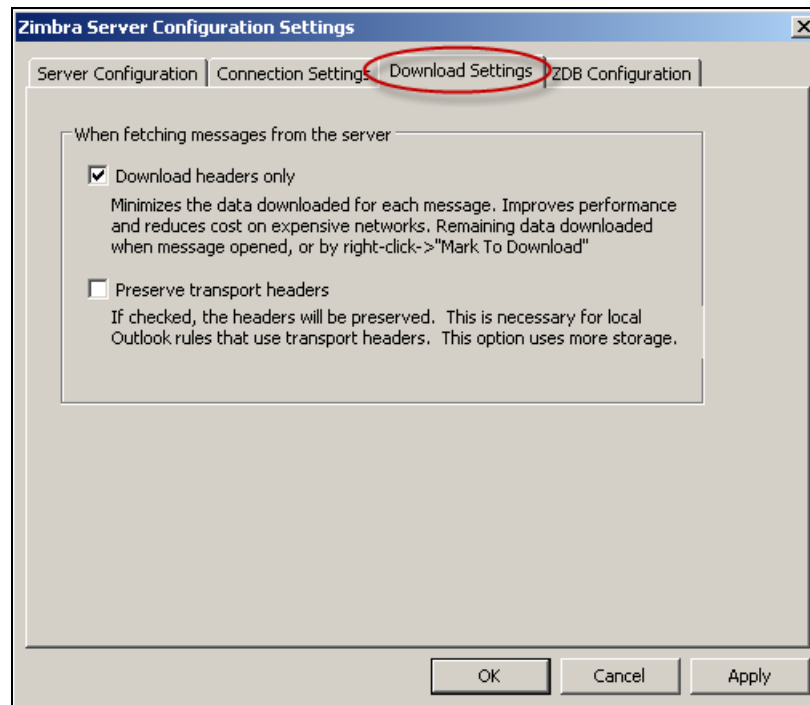 Zimbra Server Configuration Settings
Server Configuration Connection Settings Download Settings ZDB Configuration
When fetching messages from the server
Download headers only
Minimizes the data downloaded for each message. Improves performance
and reduces cost on expensive networks. Remaining data downloaded
when message opened, or by right-click->"Mark To Download"
Preserve transport headers
If checked, the headers will be preserved. This is necessary for local
Outlook rules that use transport headers. This option uses more storage.
OK Cancel Apply